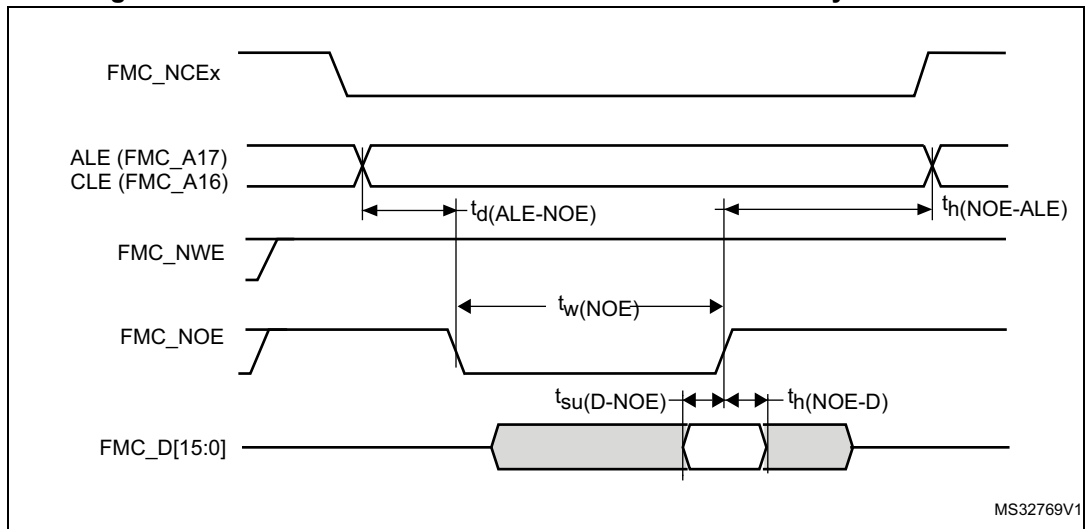 FMC_NCEx
ALE (FMC_A17)
CLE (FMC_A16)
td(ALE-NOE)
th(NOE-ALE)
FMC_NWE
tw(NOE)
FMC_NOE
tsu(D-NOE)
th(NOE-D)
FMC_D[15:0]
MS32769V1